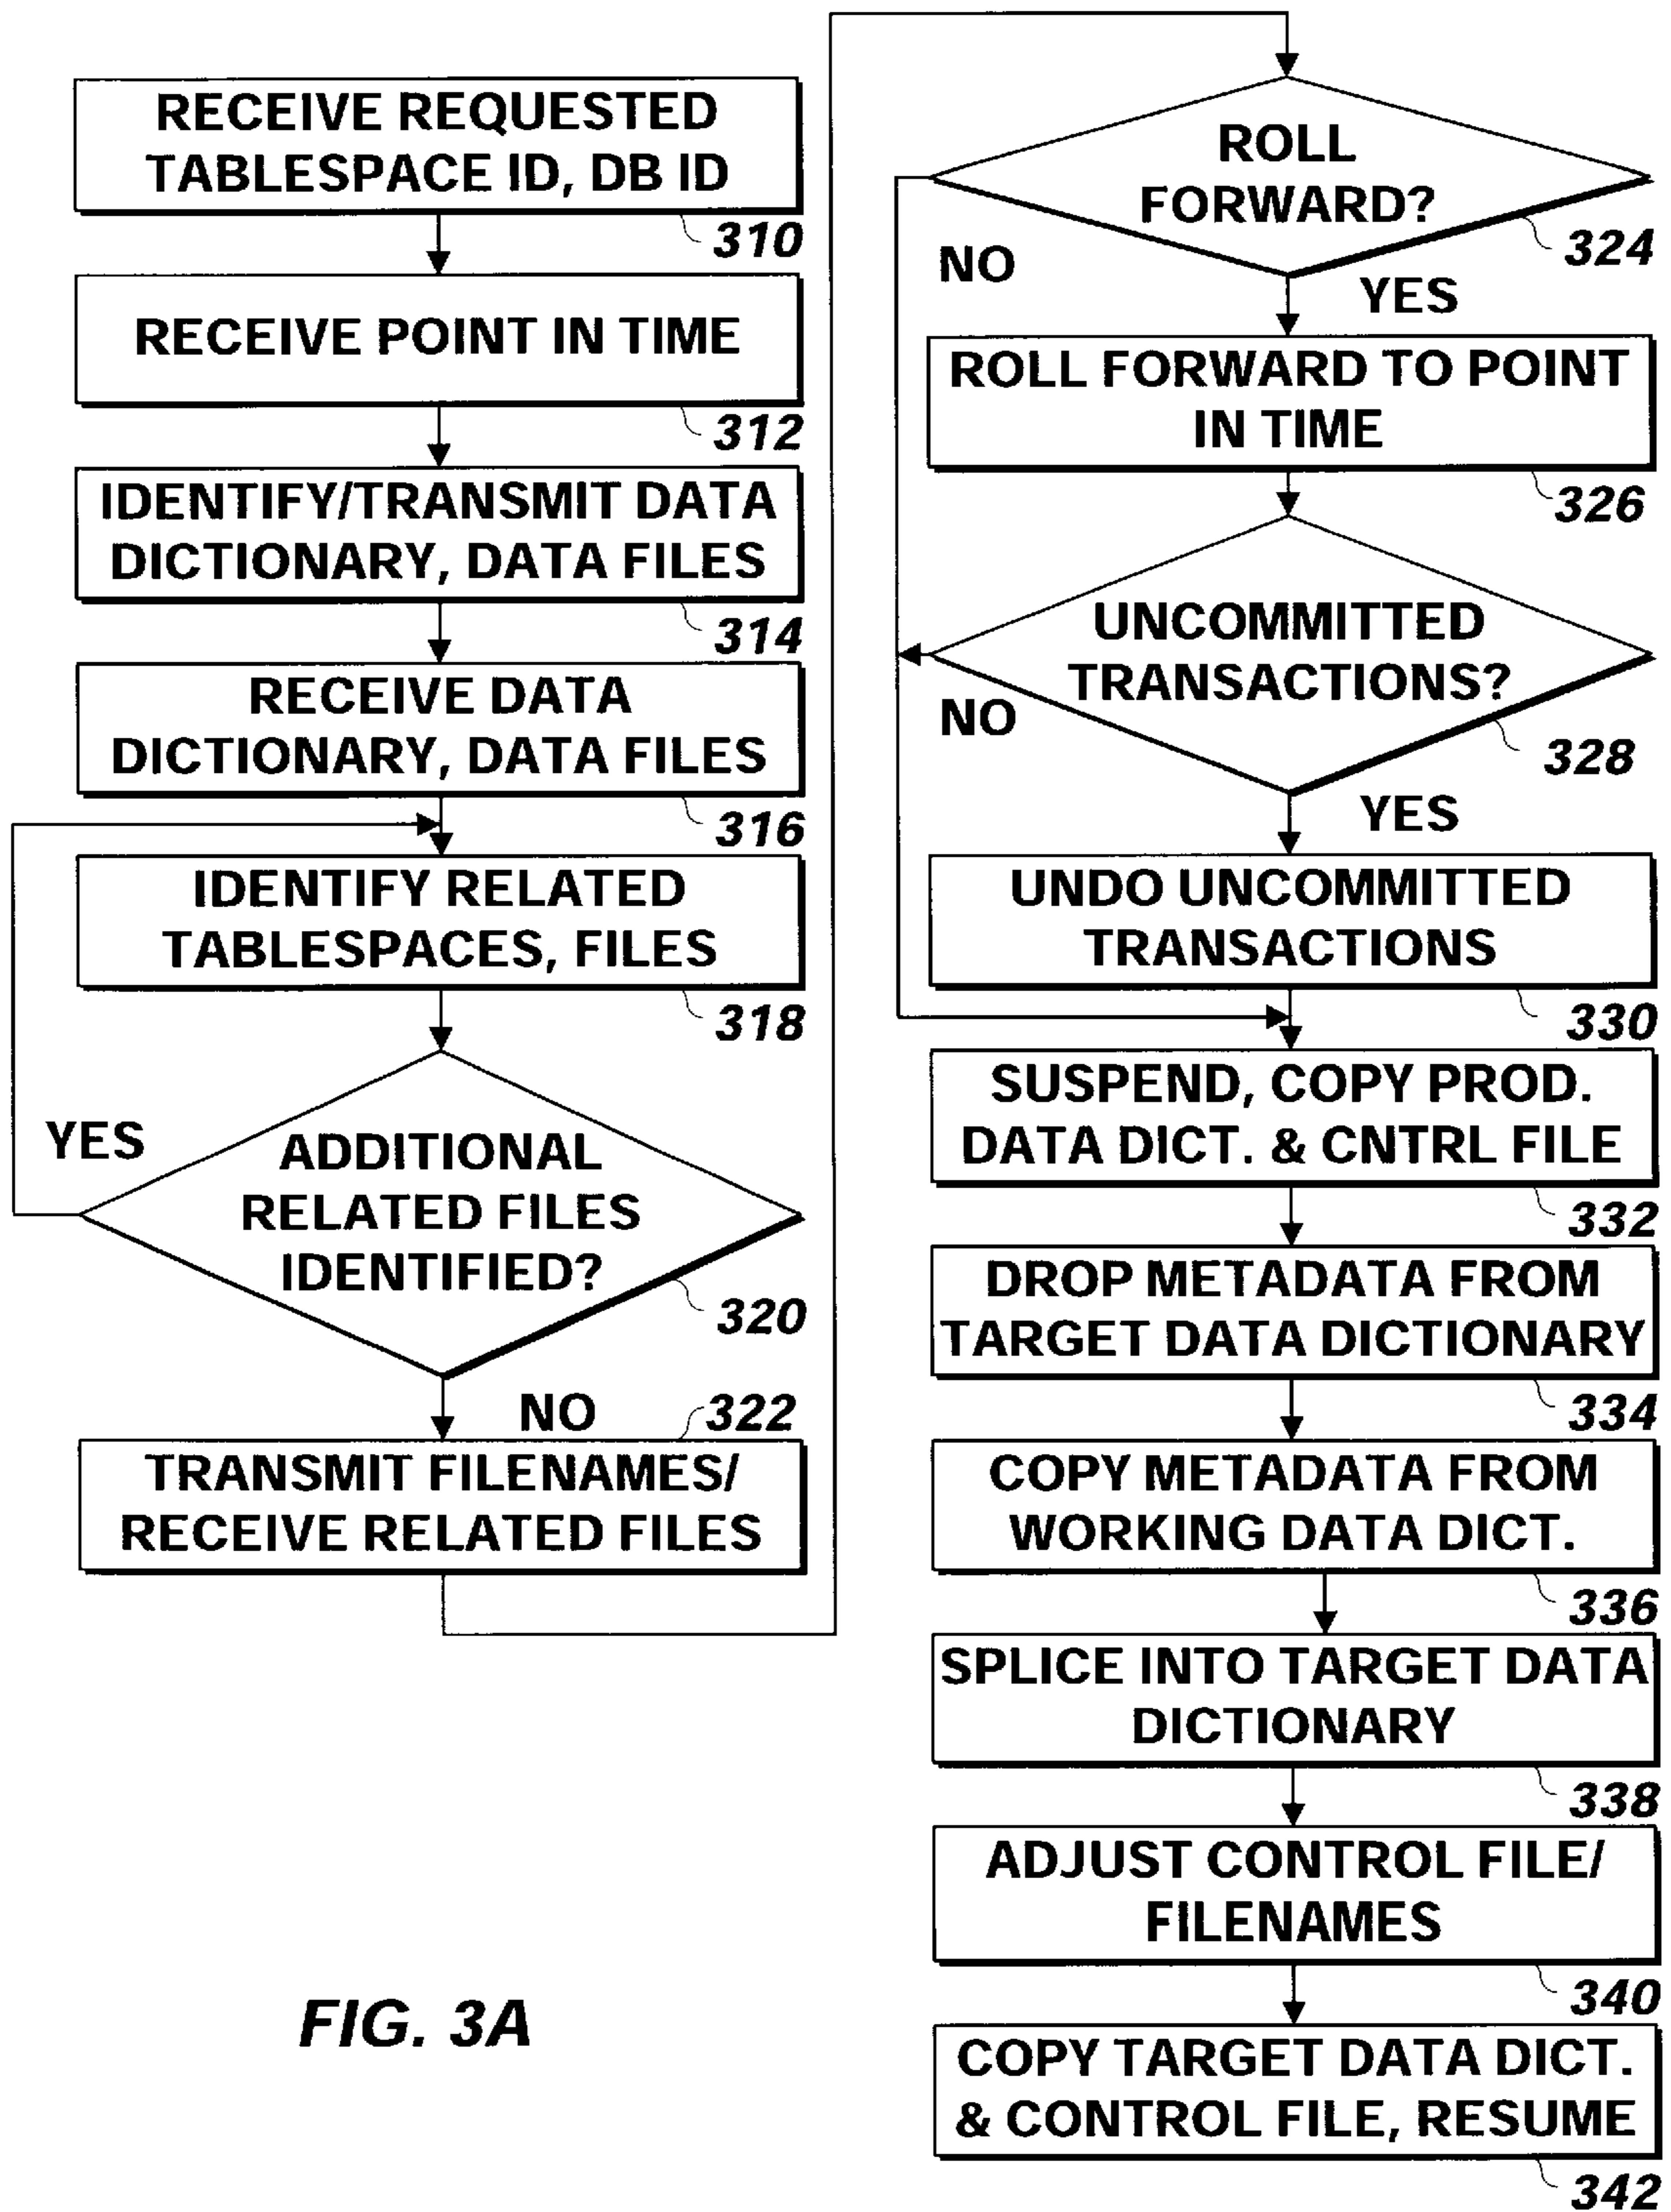 RECEIVE REQUESTED
TABLESPACE ID, DB ID
310
RECEIVE POINT IN TIME
312
IDENTIFY/TRANSMIT DATA
DICTIONARY, DATA FILES
314
RECEIVE DATA
DICTIONARY, DATA FILES
316
IDENTIFY RELATED
TABLESPACES, FILES
318
YES
ADDITIONAL
RELATED FILES
IDENTIFIED?
320
NO
322
TRANSMIT FILENAMES/
RECEIVE RELATED FILES
ROLL
FORWARD?
324
NO
YES
ROLL FORWARD TO POINT
IN TIME
326
UNCOMMITTED
TRANSACTIONS?
NO
328
YES
UNDO UNCOMMITTED
TRANSACTIONS
330
SUSPEND, COPY PROD.
DATA DICT. & CNTRL FILE
332
DROP METADATA FROM
TARGET DATA DICTIONARY
334
COPY METADATA FROM
WORKING DATA DICT.
336
SPLICE INTO TARGET DATA
DICTIONARY
338
ADJUST CONTROL FILE/
FILENAMES
340
COPY TARGET DATA DICT.
& CONTROL FILE, RESUME
342
FIG. 3A